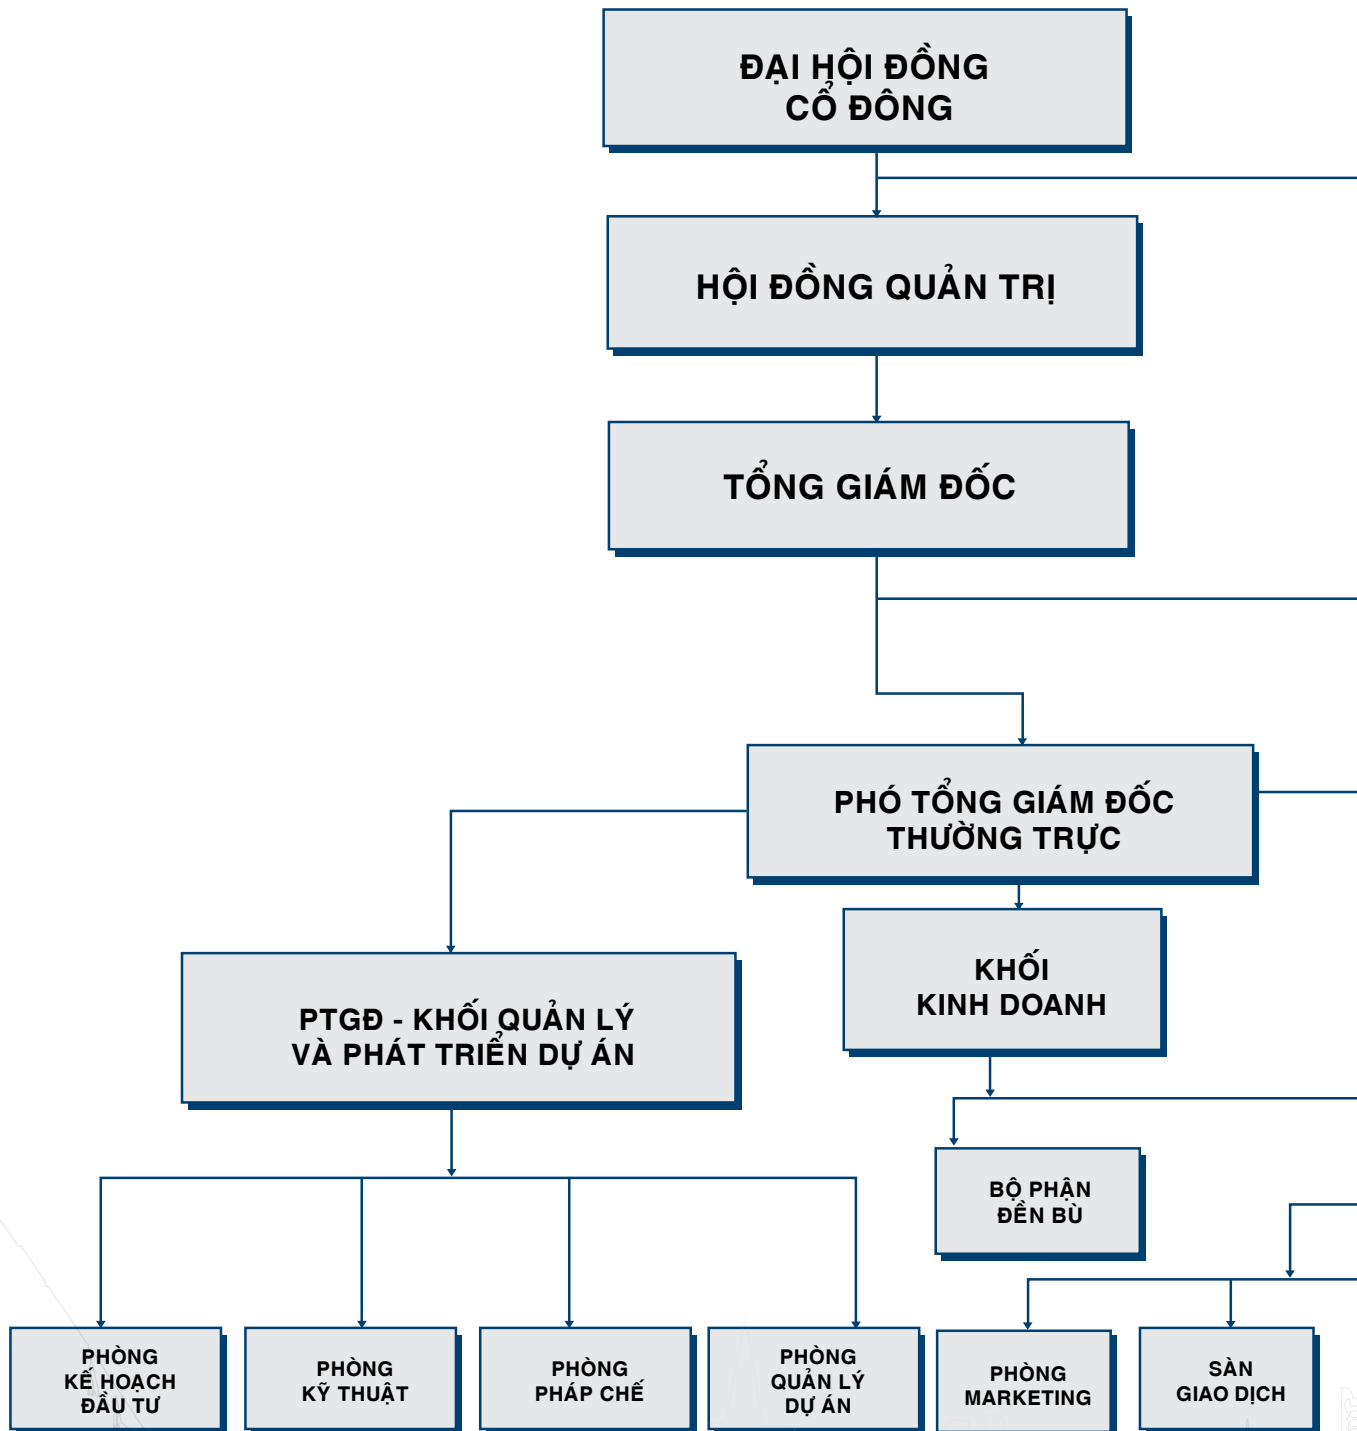 ĐẠI HỘI ĐỒNG
CỔ ĐÔNG
HỘI ĐỒNG QUẢN TRỊ
TỔNG GIÁM ĐỐC
PHÓ TỔNG GIÁM ĐỐC
THƯỜNG TRỰC
KHỐI
KINH DOANH
PTGĐ - KHỐI QUẢN LÝ
VÀ PHÁT TRIỂN DỰ ÁN
BỘ PHẬN
ĐỀN BÙ
PHÒNG
KẾ HOẠCH
ĐẦU TƯ
PHÒNG
KỸ THUẬT
PHÒNG
PHÁP CHẾ
PHÒNG
QUẢN LÝ
DỰ ÁN
PHÒNG
MARKETING
SÀN
GIAO DỊCH